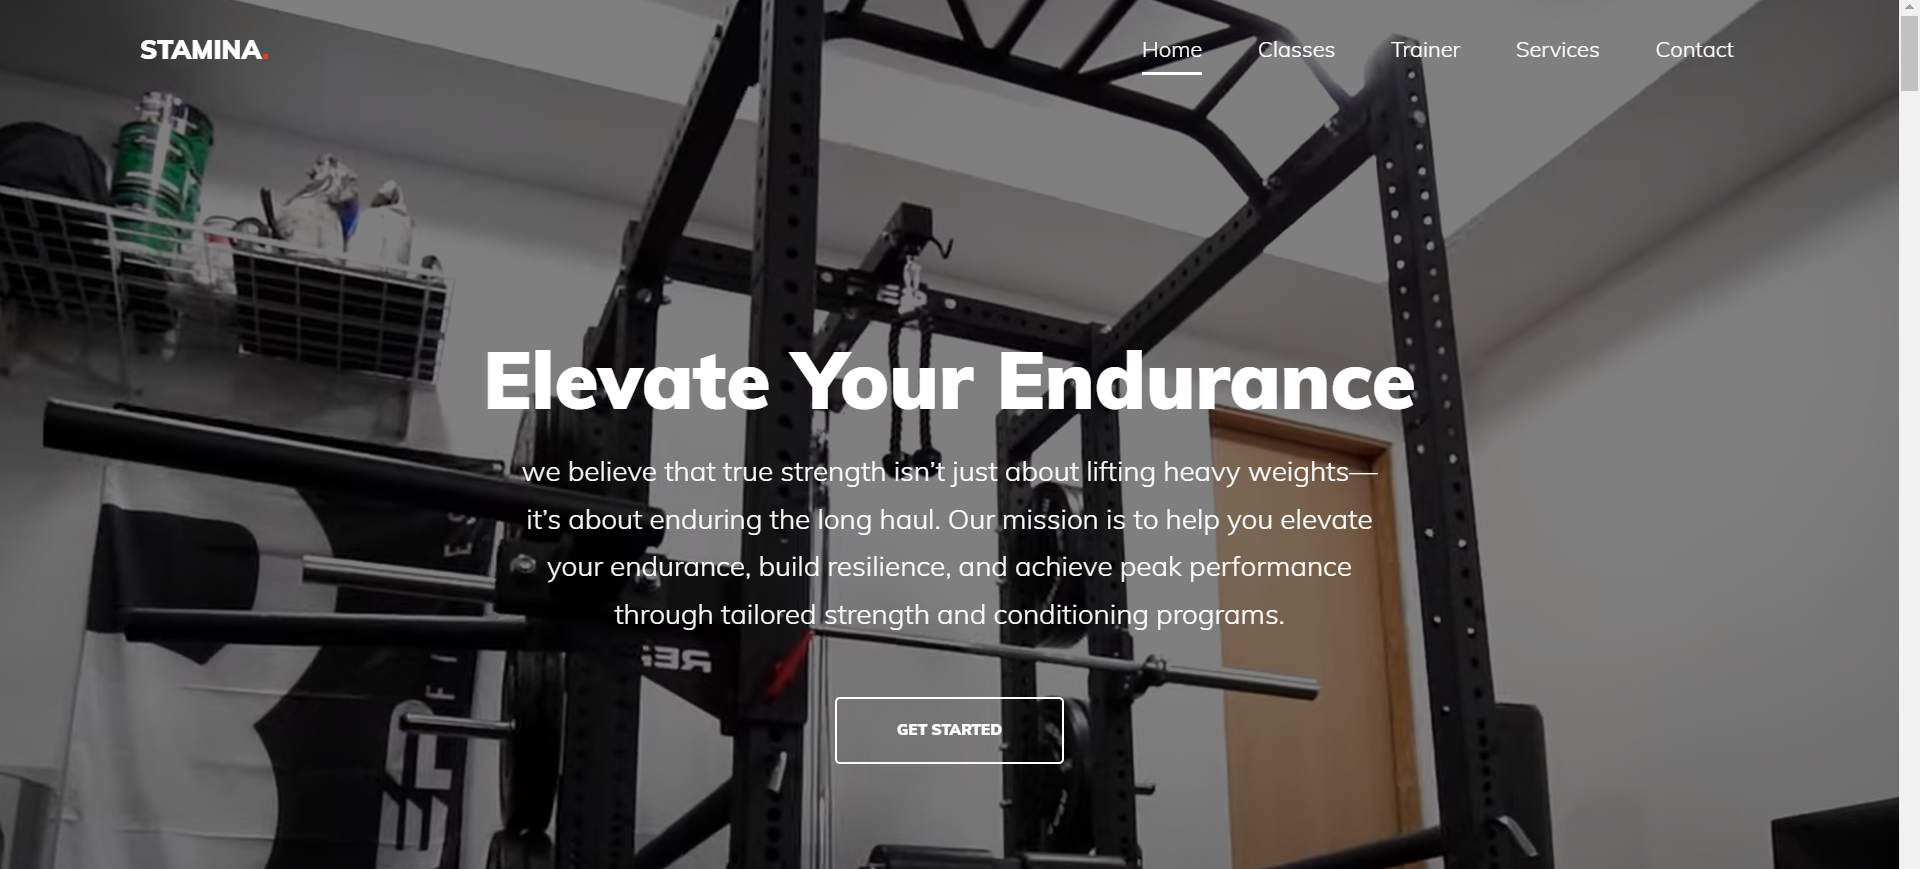 STAMINA.
Home Classes Trainer Services Contact
Elevate Your Endurance
we believe that true strength isn’t just about lifting heavy weights—
it’s about enduring the long haul. Our mission is to help you elevate
your endurance, build resilience, and achieve peak performance
through tailored strength and conditioning programs.
GET STARTED